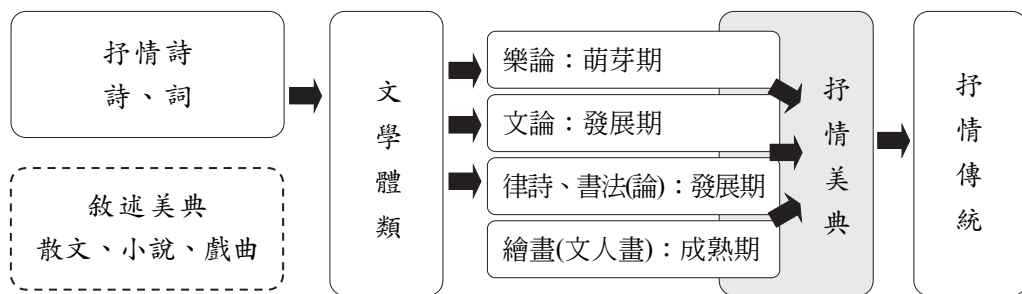 抒情詩
詩、詞
敘述美典
散文、小說、戲曲
文學體類
樂論：萌芽期
文論：發展期
律詩、書法(論)：發展期
繪畫(文人畫)：成熟期
抒情美典
抒情傳統